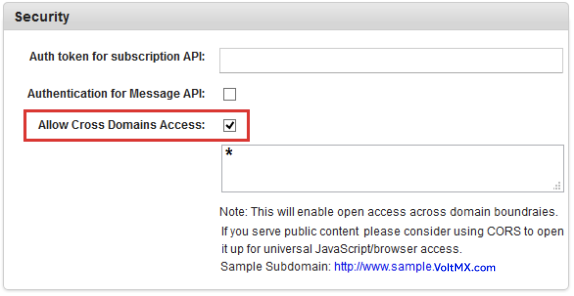 Security
Auth token for subscription API:
Authentication for Message API:
Allow Cross Domains Access:
*
Note: This will enable open access across domain boundraies.
If you serve public content please consider using CORS to open
it up for universal JavaScript/browser access.
Sample Subdomain: http://www.sample.VoltMX.com